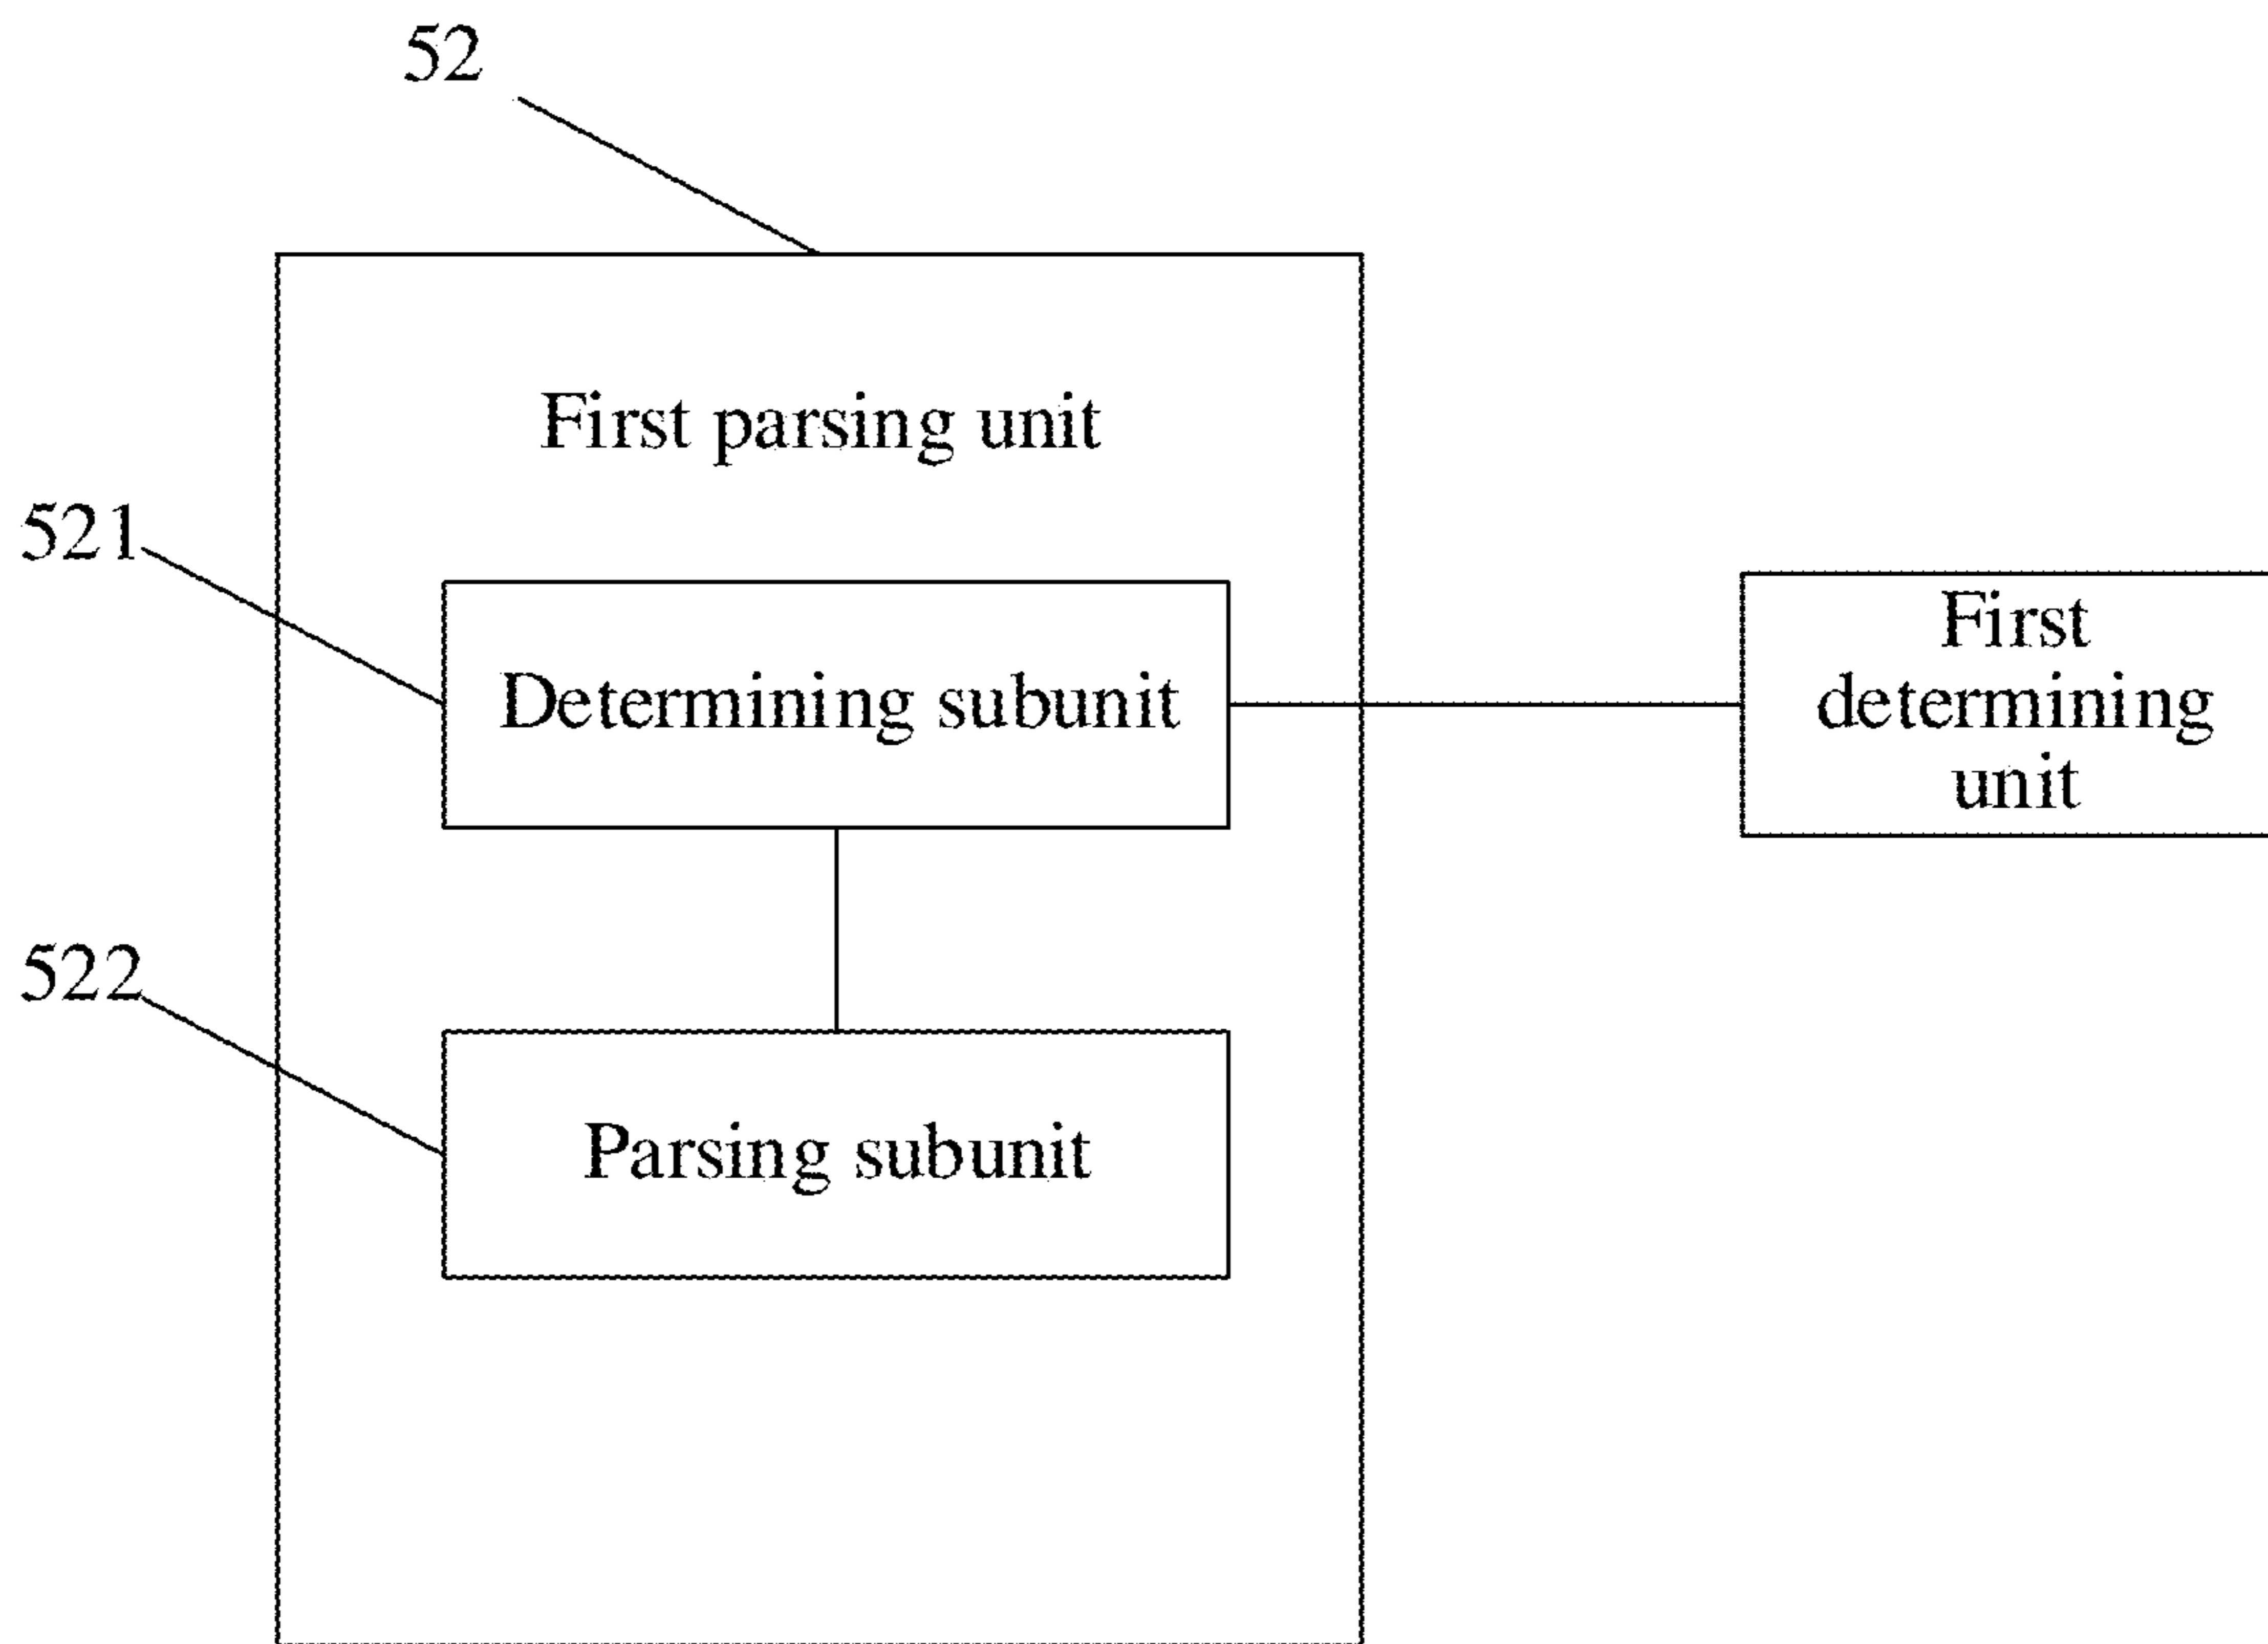 52
First parsing unit
521
Determining subunit
First
determining
unit
522
Parsing subunit